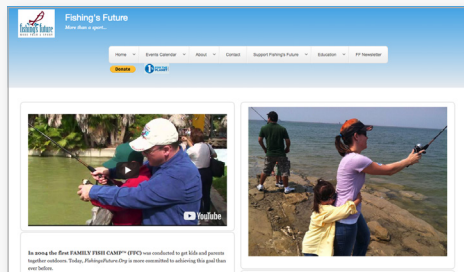 Fishing's Future
More than a sport...
fishing's future
Home Events Calendar About Contact Support Fishing's Future Education FF Newsletter
Donate
YouTube
In 2004 the first FAMILY FISH CAMP™ (FFC) was conducted to get kids and parents
together outdoors. Today, FishingsFuture.Org is more committed to achieving this goal than
ever before.